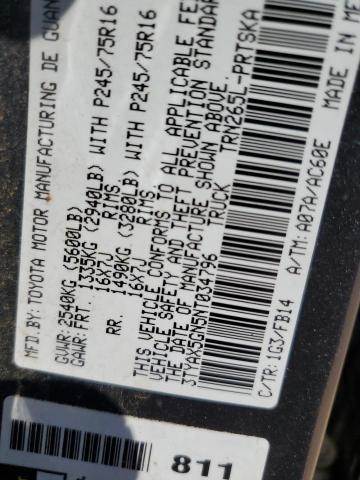 MFD.BY: TOYOTA MOTOR MANUFACTURING DE GUAN
GVWR: 2540KG (5600LB)
GAWR: FRT. 1335KG (2940LB) WITH P245/75R16
16X7J RIMS
RR. 1490KG (3280LB) WITH P245/75R16
16X7J RIMS
THIS VEHICLE CONFORMS TO ALL APPLICABLE FE
VEHICLE SAFETY AND THEFT PREVENTION STANDAR
THE DATE OF MANUFACTURE SHOWN ABOVE.
3TYAX5GN5NT034796 TRUCK TRN265L-PRTSKA
C/TR: 1G3/FB14 A/TM: A07A/AC60E MADE IN ME
811